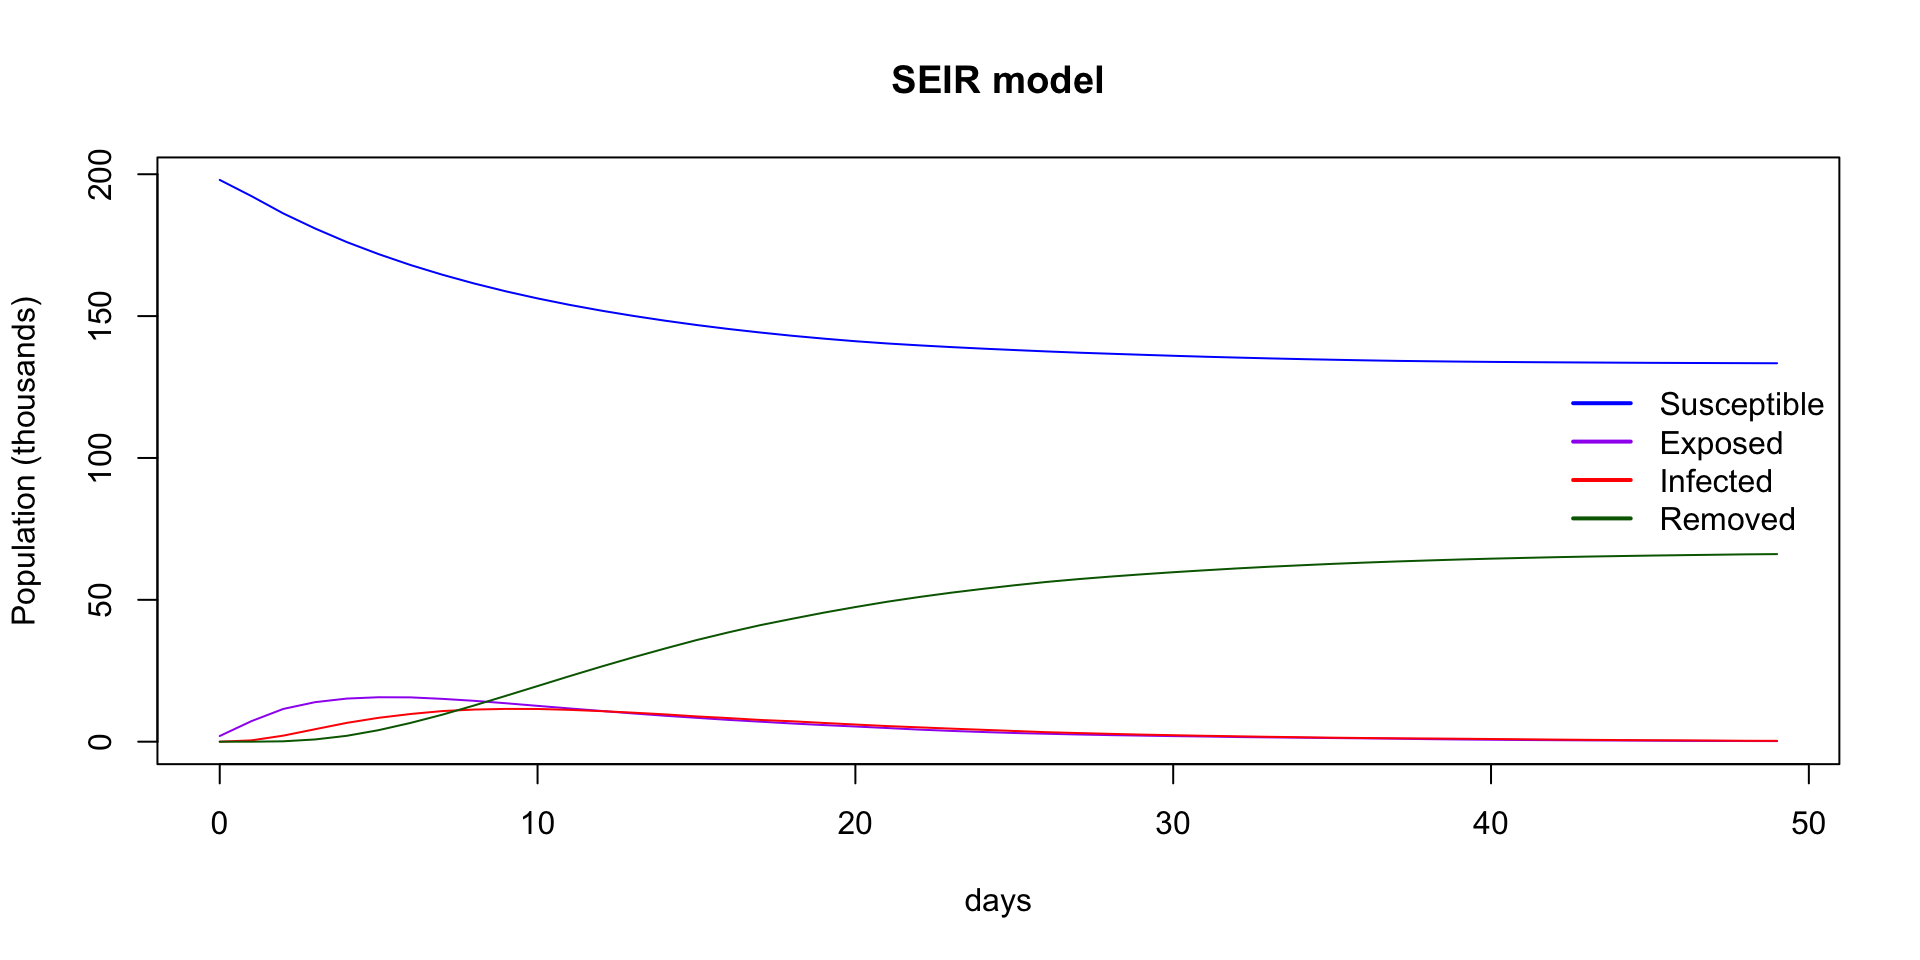 SEIR model
Population (thousands)
200
150
100
50
0
Susceptible
Exposed
Infected
Removed
0 10 20 30 40 50
days